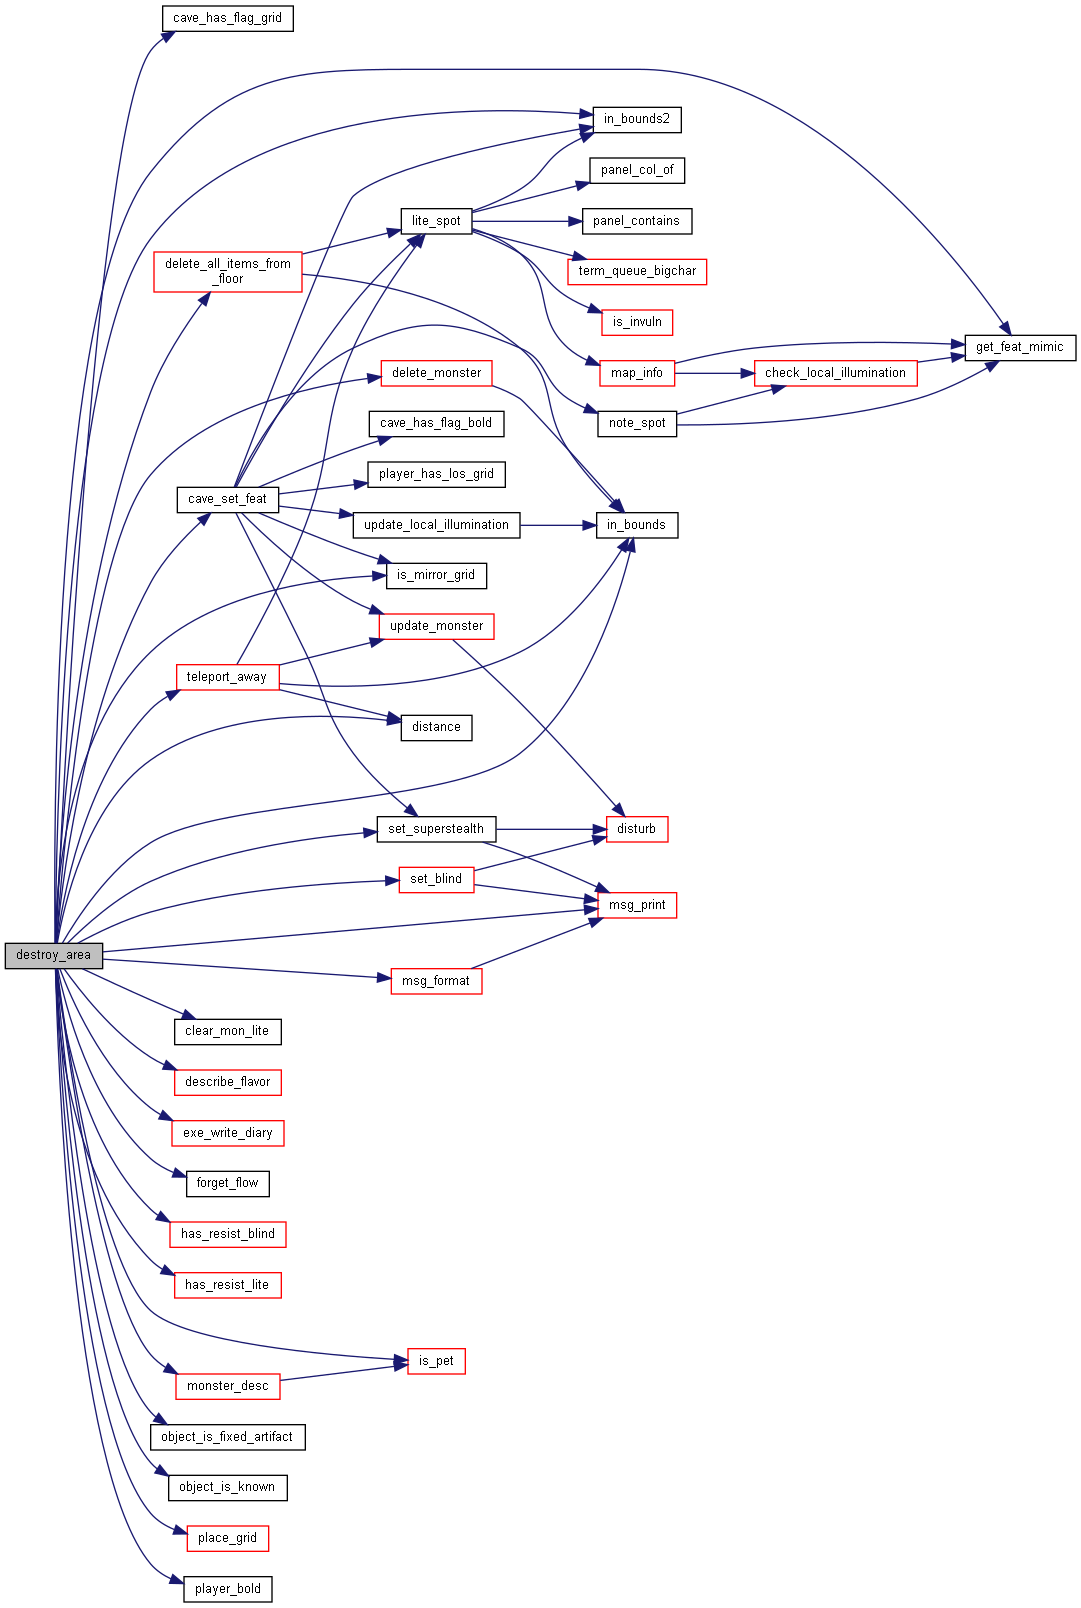 cave_has_flag_grid
in_bounds2
panel_col_of
lite_spot
panel_contains
delete_all_items_from
_floor
term_queue_bigchar
is_invuln
get_feat_mimic
delete_monster
map_info
check_local_illumination
cave_has_flag_bold
note_spot
player_has_los_grid
cave_set_feat
update_local_illumination
in_bounds
is_mirror_grid
update_monster
teleport_away
distance
set_superstealth
disturb
set_blind
msg_print
destroy_area
msg_format
clear_mon_lite
describe_flavor
exe_write_diary
forget_flow
has_resist_blind
has_resist_lite
is_pet
monster_desc
object_is_fixed_artifact
object_is_known
place_grid
player_bold